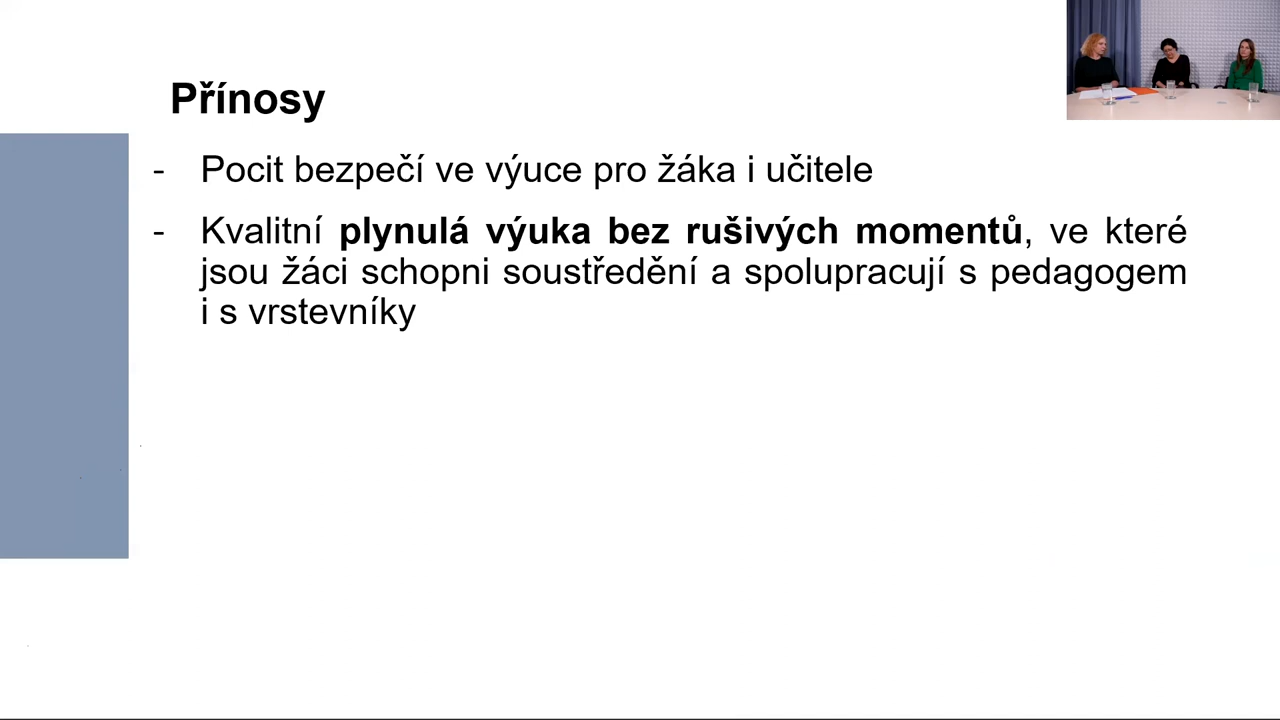 Přínosy
- Pocit bezpečí ve výuce pro žáka i učitele
- Kvalitní plynulá výuka bez rušivých momentů, ve které
jsou žáci schopni soustředění a spolupracují s pedagogem
i s vrstevníky